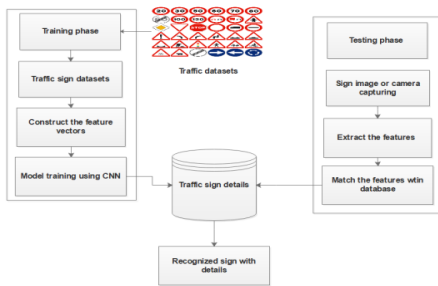 Training phase
Traffic sign datasets
Construct the feature
vectors
Model training using CNN
Traffic datasets
Testing phase
Sign image or camera
capturing
Extract the features
Match the features wtin
database
Traffic sign details
Recognized sign with
details